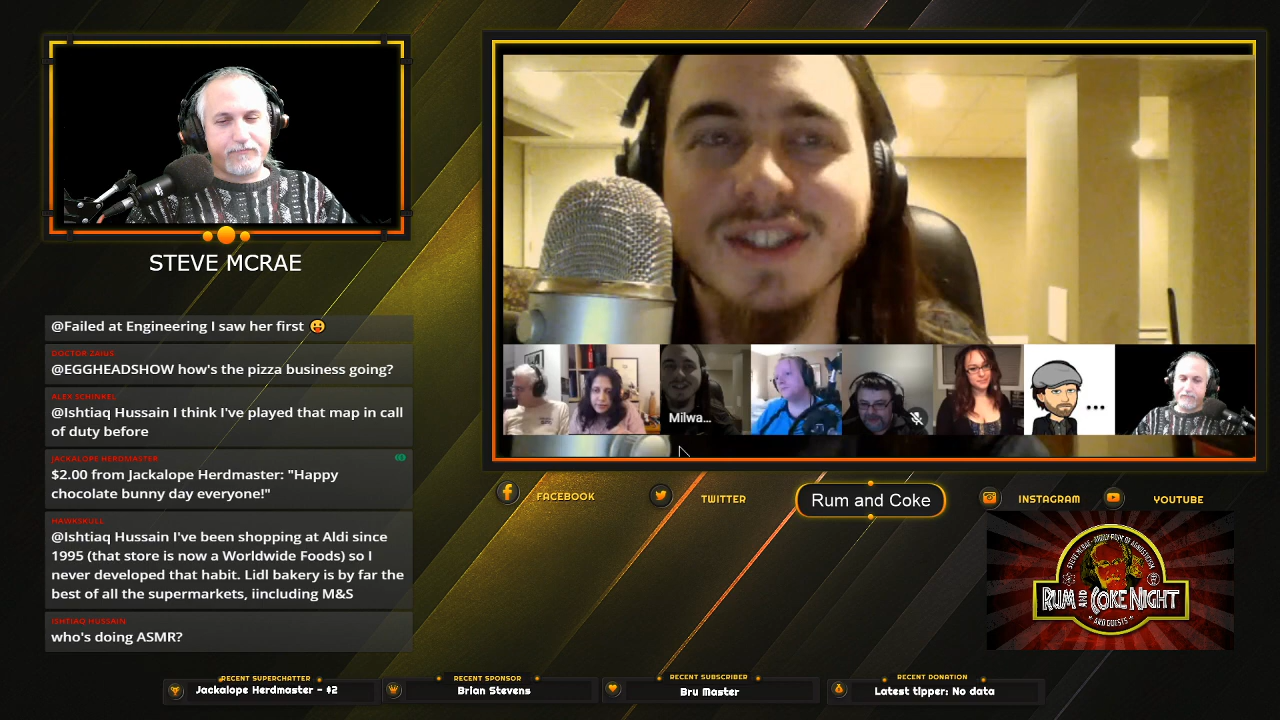 STEVE MCRAE
@Failed at Engineering I saw her first 😛
DOCTOR ZAIUS
@EGGHEADSHOW how's the pizza business going?
ALEX SCHINKEL
@Ishtiaq Hussain I think I've played that map in call
of duty before
JACKALOPE HERDMASTER
$2.00 from Jackalope Herdmaster: "Happy
chocolate bunny day everyone!"
HAWKSKULL
@Ishtiaq Hussain I've been shopping at Aldi since
1995 (that store is now a Worldwide Foods) so I
never developed that habit. Lidl bakery is by far the
best of all the supermarkets, iincluding M&S
ISHTIAQ HUSSAIN
who's doing ASMR?
Milwa...
...
FACEBOOK
TWITTER
Rum and Coke
INSTAGRAM
YOUTUBE
RUM AND COKE NIGHT
AND GUESTS
RECENT SUPERCHATTER
Jackalope Herdmaster - $2
RECENT SPONSOR
Brian Stevens
RECENT SUBSCRIBER
Bru Master
RECENT DONATION
Latest tipper: No data